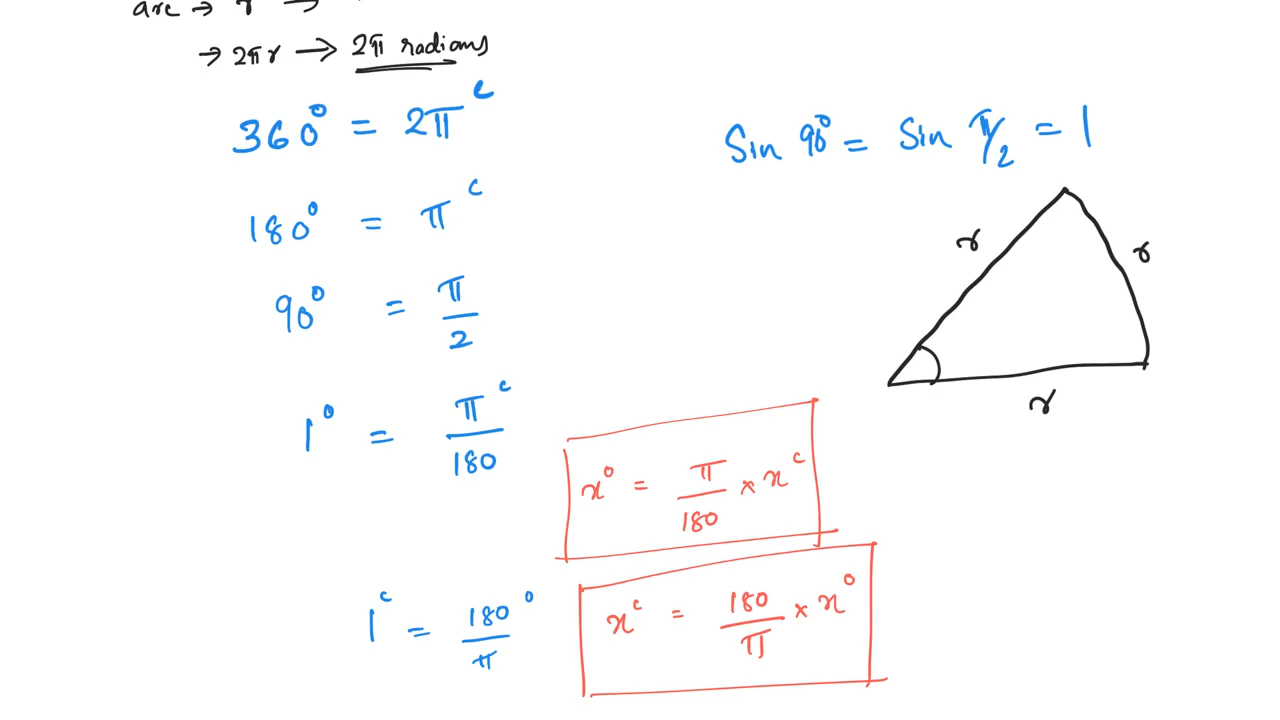 arc → r →
→ 2πr → 2π radians
360° = 2π^c
Sin 90° = Sin π/2 = 1
180° = π^c
90° = π/2
r
r
r
1° = π^c/180
x° = π/180 × x^c
1^c = 180°/π
x^c = 180/π × x°